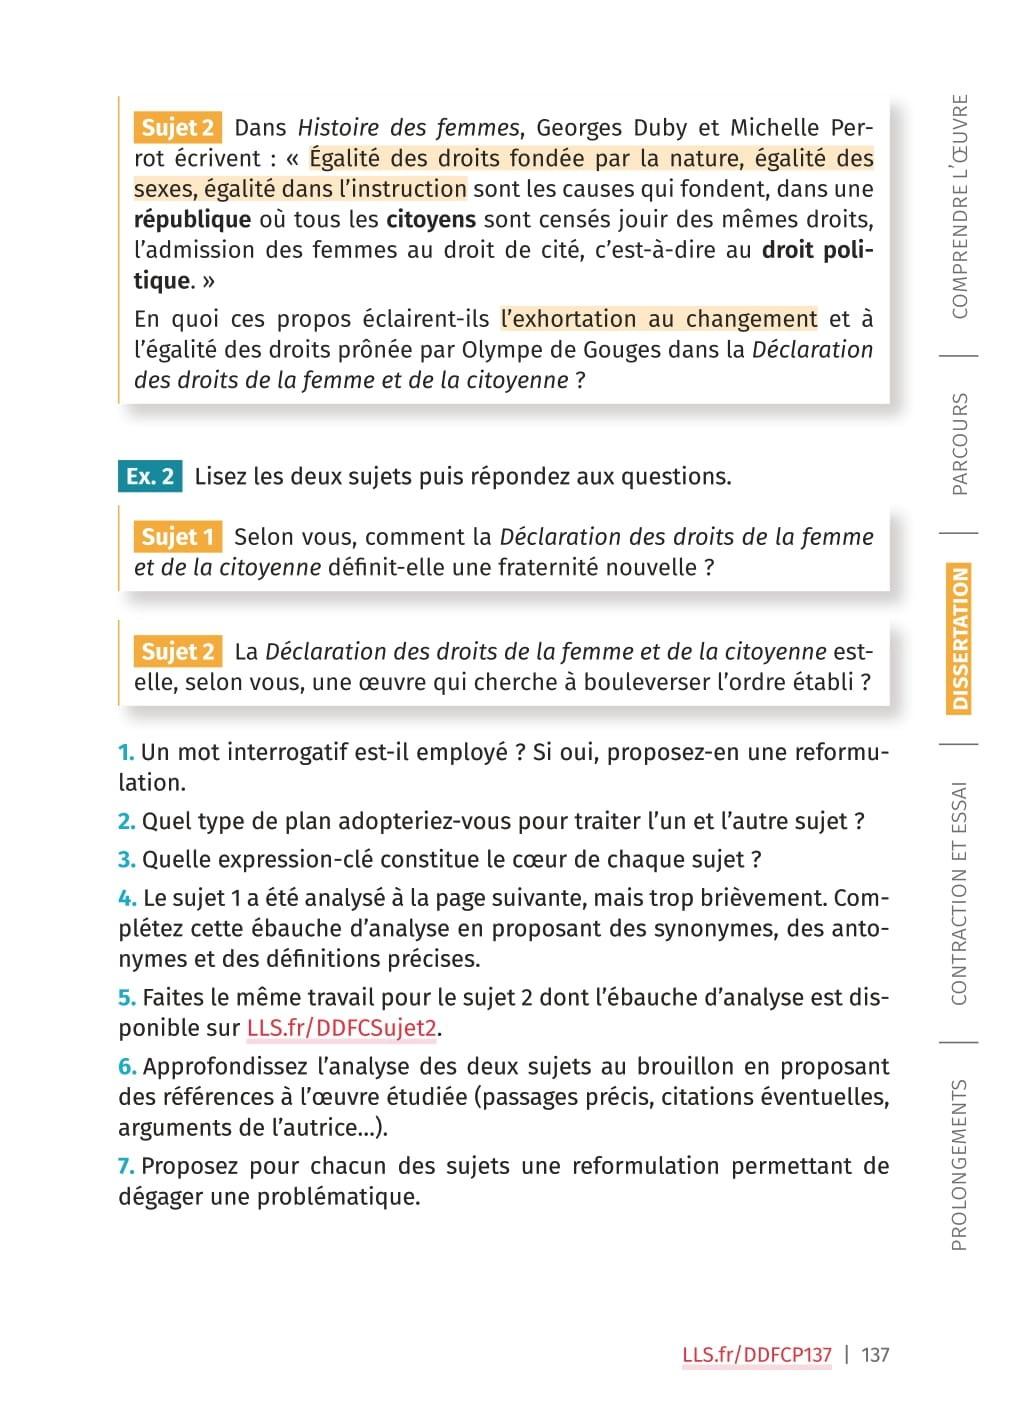 Sujet 2 Dans Histoire des femmes, Georges Duby et Michelle Per-
rot écrivent : « Égalité des droits fondée par la nature, égalité des
sexes, égalité dans l’instruction sont les causes qui fondent, dans une
république où tous les citoyens sont censés jouir des mêmes droits,
l’admission des femmes au droit de cité, c’est-à-dire au droit poli-
tique. »
En quoi ces propos éclairent-ils l’exhortation au changement et à
l’égalité des droits prônée par Olympe de Gouges dans la Déclaration
des droits de la femme et de la citoyenne ?
Ex. 2 Lisez les deux sujets puis répondez aux questions.
Sujet 1 Selon vous, comment la Déclaration des droits de la femme
et de la citoyenne définit-elle une fraternité nouvelle ?
Sujet 2 La Déclaration des droits de la femme et de la citoyenne est-
elle, selon vous, une œuvre qui cherche à bouleverser l’ordre établi ?
1. Un mot interrogatif est-il employé ? Si oui, proposez-en une reformu-
lation.
2. Quel type de plan adopteriez-vous pour traiter l’un et l’autre sujet ?
3. Quelle expression-clé constitue le cœur de chaque sujet ?
4. Le sujet 1 a été analysé à la page suivante, mais trop brièvement. Com-
plétez cette ébauche d’analyse en proposant des synonymes, des anto-
nymes et des définitions précises.
5. Faites le même travail pour le sujet 2 dont l’ébauche d’analyse est dis-
ponible sur LLS.fr/DDFCSujet2.
6. Approfondissez l’analyse des deux sujets au brouillon en proposant
des références à l’œuvre étudiée (passages précis, citations éventuelles,
arguments de l’autrice...).
7. Proposez pour chacun des sujets une reformulation permettant de
dégager une problématique.
LLS.fr/DDFCP137 | 137
COMPRENDRE L’ŒUVRE
PARCOURS
DISSERTATION
CONTRACTION ET ESSAI
PROLONGEMENTS